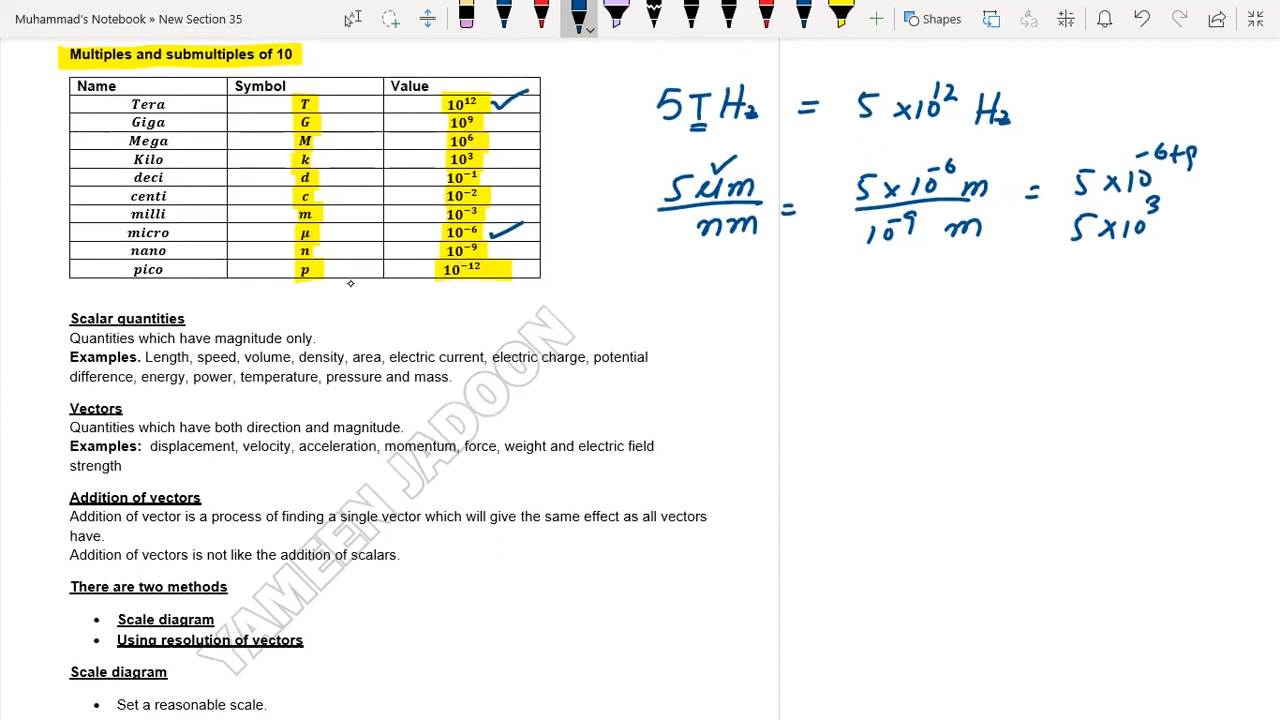 Muhammad's Notebook » New Section 35
Shapes
Multiples and submultiples of 10
Name Symbol Value
Tera T 10¹²
Giga G 10⁹
Mega M 10⁶
Kilo k 10³
deci d 10⁻¹
centi c 10⁻²
milli m 10⁻³
micro μ 10⁻⁶
nano n 10⁻⁹
pico p 10⁻¹²
5THz = 5×10¹² Hz
5μm/nm = 5×10⁻⁶ m/10⁻⁹ m = 5×10⁻⁶⁺⁹
5×10³
Scalar quantities
Quantities which have magnitude only.
Examples. Length, speed, volume, density, area, electric current, electric charge, potential
difference, energy, power, temperature, pressure and mass.
Vectors
Quantities which have both direction and magnitude.
Examples: displacement, velocity, acceleration, momentum, force, weight and electric field
strength
Addition of vectors
Addition of vector is a process of finding a single vector which will give the same effect as all vectors
have.
Addition of vectors is not like the addition of scalars.
There are two methods
• Scale diagram
• Using resolution of vectors
Scale diagram
• Set a reasonable scale.
YAMEEN JADOON